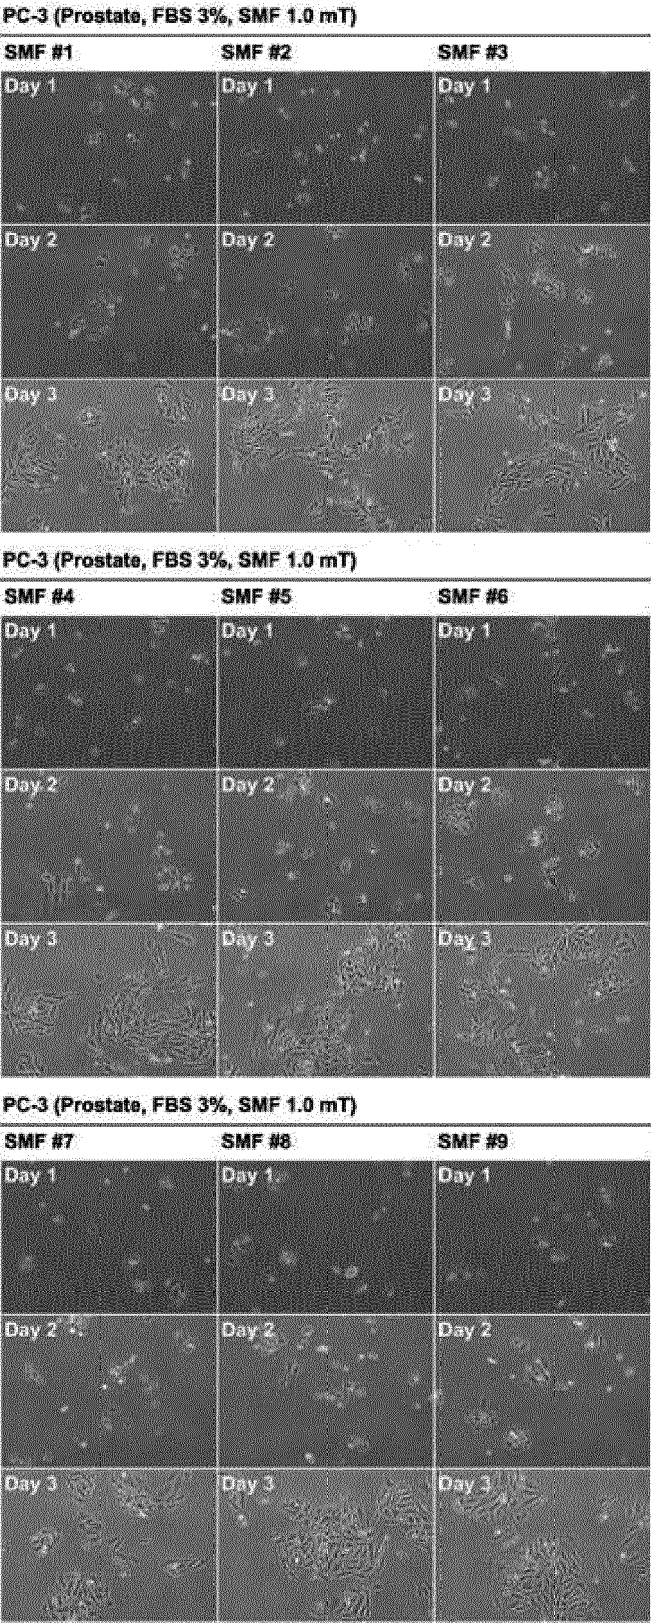 PC-3 (Prostate, FBS 3%, SMF 1.0 mT)
SMF #1 SMF #2 SMF #3
Day 1 Day 1 Day 1
Day 2 Day 2 Day 2
Day 3 Day 3 Day 3
PC-3 (Prostate, FBS 3%, SMF 1.0 mT)
SMF #4 SMF #5 SMF #6
Day 1 Day 1 Day 1
Day 2 Day 2 Day 2
Day 3 Day 3 Day 3
PC-3 (Prostate, FBS 3%, SMF 1.0 mT)
SMF #7 SMF #8 SMF #9
Day 1 Day 1 Day 1
Day 2 Day 2 Day 2
Day 3 Day 3 Day 3